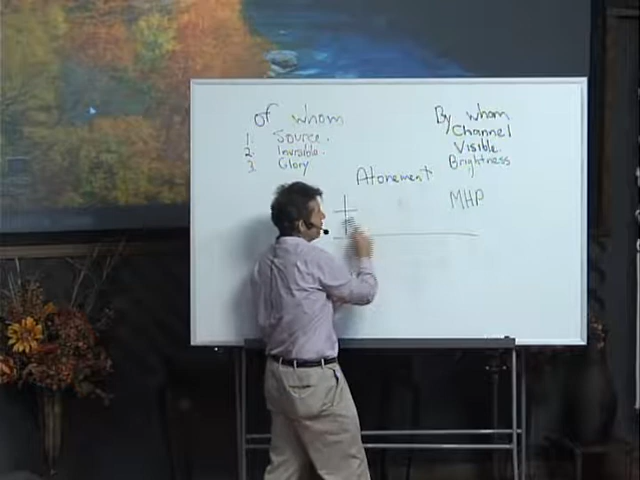 of whom
1. Source.
2. Invisible.
3. Glory
By whom
Channel
Visible
Brightness
Atonement
MHP